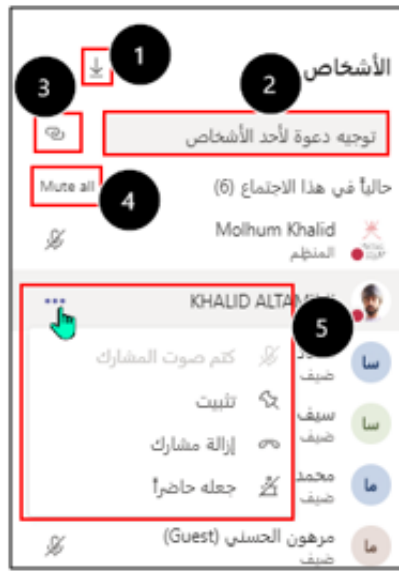 الأشخاص
1
2
3
توجيه دعوة لأحد الأشخاص
Mute all
4
حالياً في هذا الاجتماع (6)
Molhum Khalid
المنظم
KHALID
5
كتم صوت المشارك
ضيف
سا
تثبيت
سيف
ضيف
سا
إزالة مشارك
محمد
ضيف
ما
جعله حاضراً
مرهون الحسني (Guest)
ضيف
ما